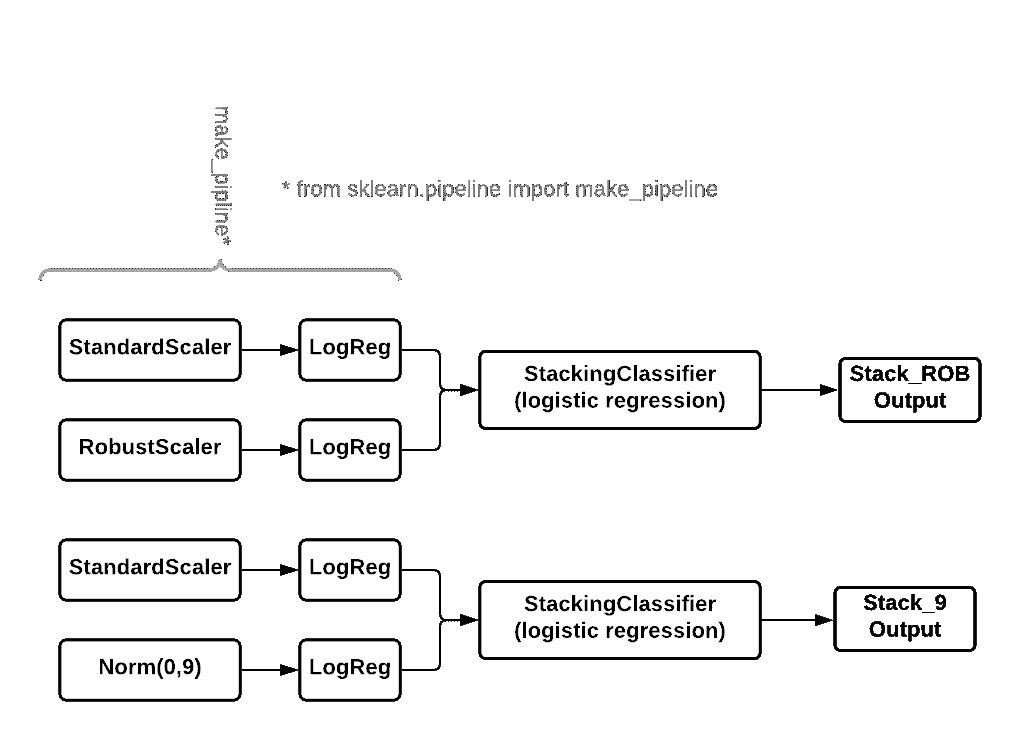 make_pipline*
* from sklearn.pipeline import make_pipeline
StandardScaler
LogReg
RobustScaler
LogReg
StackingClassifier
(logistic regression)
Stack_ROB
Output
StandardScaler
LogReg
Norm(0,9)
LogReg
StackingClassifier
(logistic regression)
Stack_9
Output